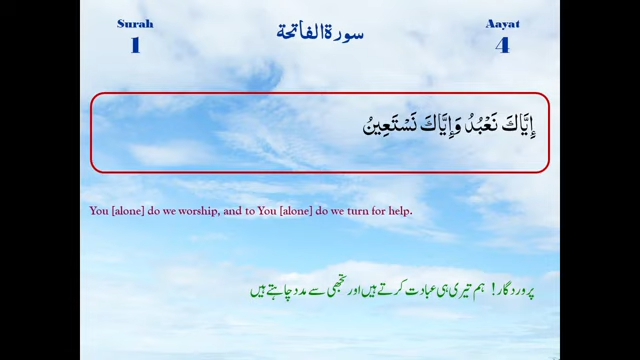 Surah
1
سورة الفاتحة
Aayat
4
إِيَّاكَ نَعْبُدُ وَإِيَّاكَ نَسْتَعِينُ
You [alone] do we worship, and to You [alone] do we turn for help.
پروردگار! ہم تیری ہی عبادت کرتے ہیں اور تجھی سے مدد چاہتے ہیں